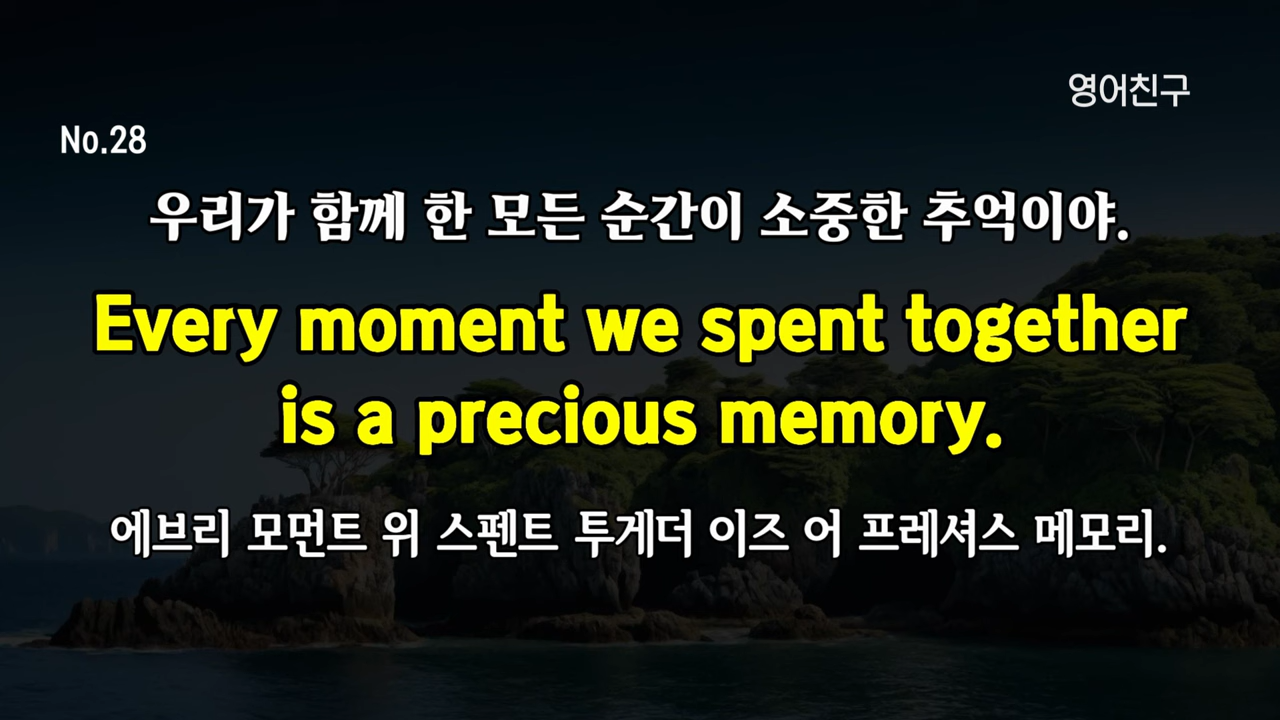 영어친구
No.28
우리가 함께 한 모든 순간이 소중한 추억이야.
Every moment we spent together
is a precious memory.
에브리 모먼트 위 스펜트 투게더 이즈 어 프레셔스 메모리.